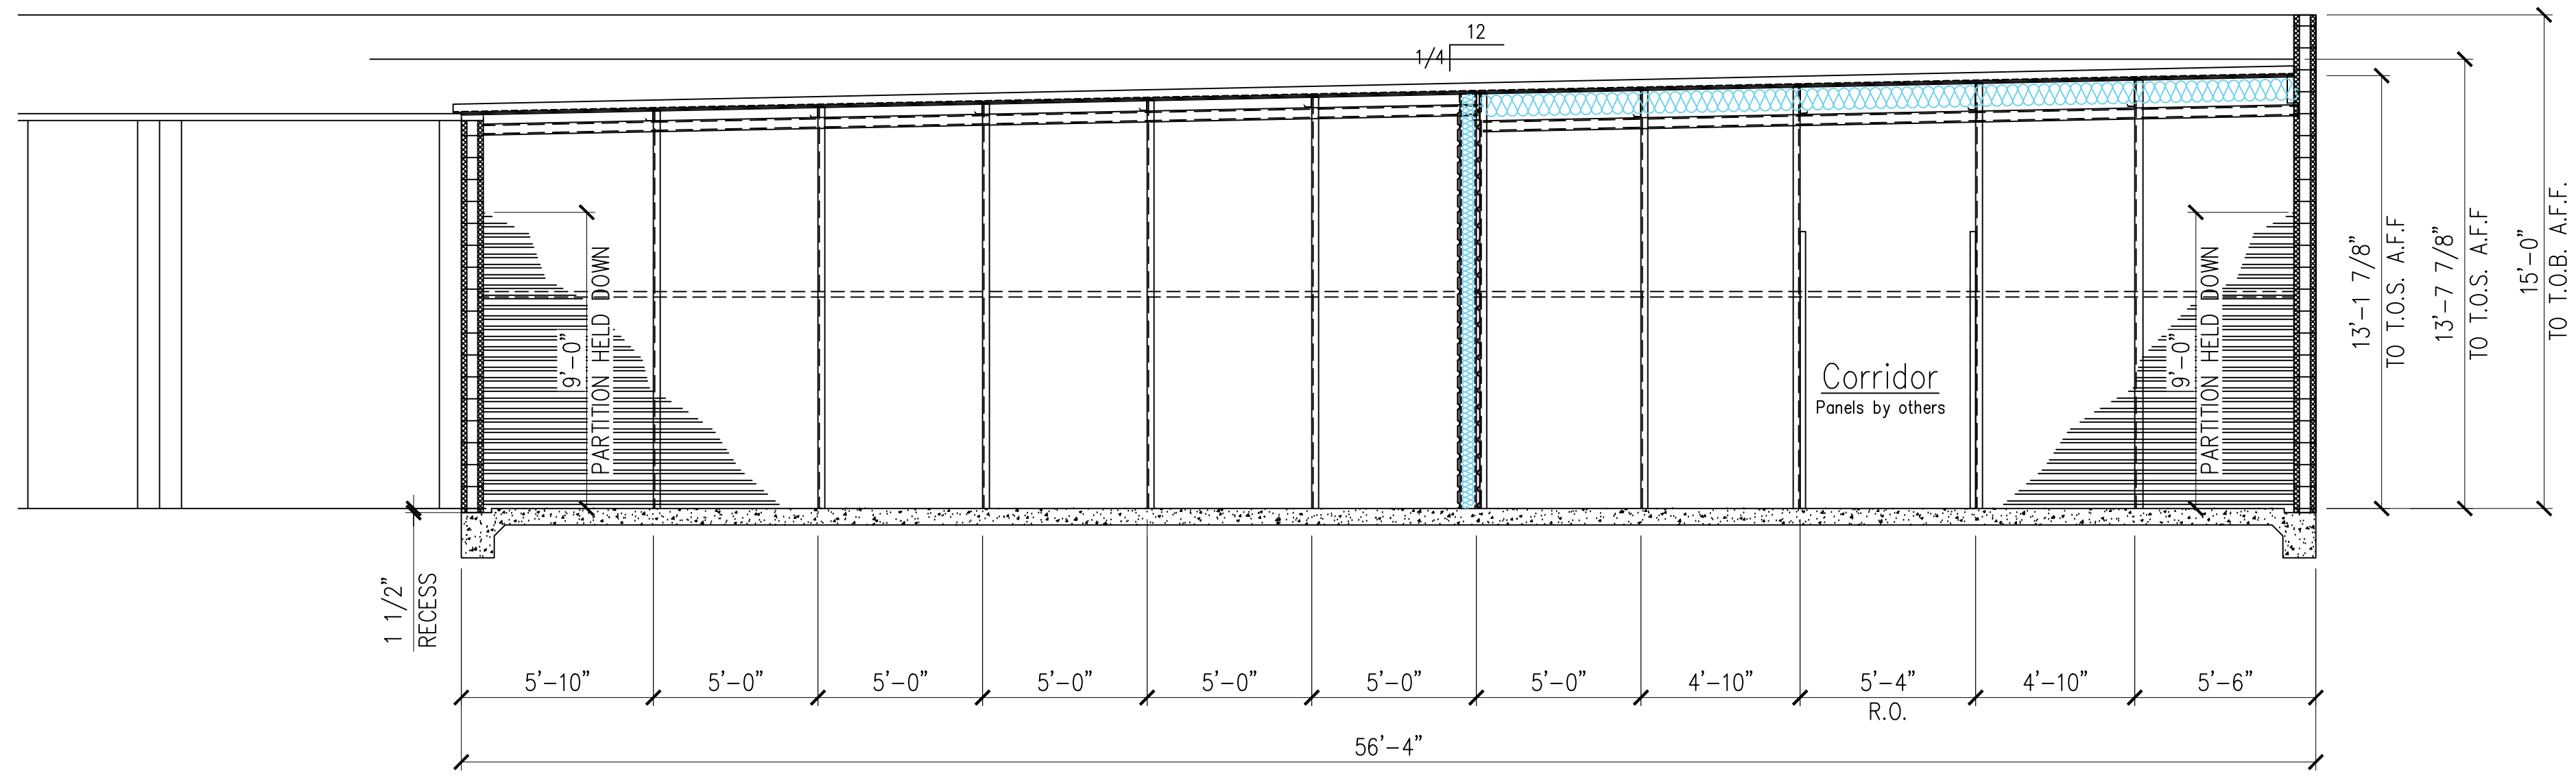 12
1/4
9'-0"
PARTITION HELD DOWN
Corridor
Panels by others
9'-0"
PARTITION HELD DOWN
13'-1 7/8"
TO T.O.S. A.F.F
13'-7 7/8"
TO T.O.S. A.F.F
15'-0"
TO T.O.B. A.F.F.
1 1/2"
RECESS
5'-10"
5'-0"
5'-0"
5'-0"
5'-0"
5'-0"
5'-0"
4'-10"
5'-4"
4'-10"
5'-6"
R.O.
56'-4"